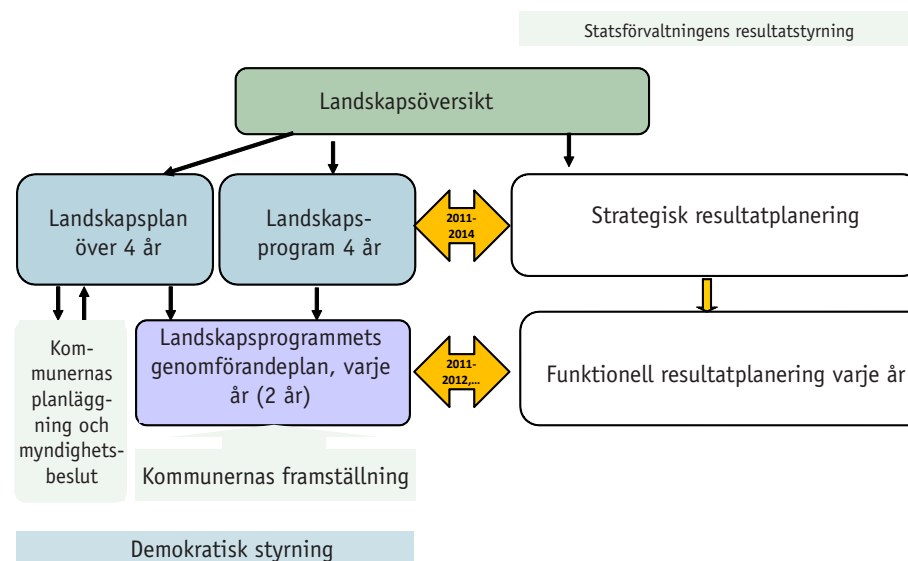 Statsförvaltningens resultatstyrning
Landskapsöversikt
Landskapsplan
över 4 år
Landskaps-
program 4 år
2011-
2014
Strategisk resultatplanering
Kom-
munernas
planlägg-
ning och
myndighets-
beslut
Landskapsprogrammets
genomförandeplan, varje
år (2 år)
2011-
2012,...
Funktionell resultatplanering varje år
Kommunernas framställning
Demokratisk styrning